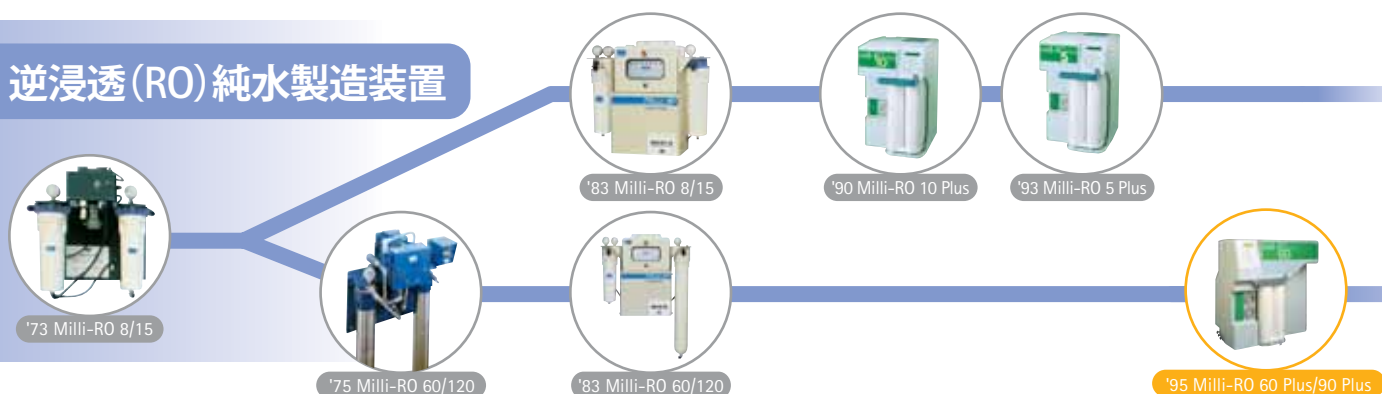 逆浸透(RO)純水製造装置
'83 Milli-RO 8/15
'90 Milli-RO 10 Plus
'93 Milli-RO 5 Plus
'73 Milli-RO 8/15
'75 Milli-RO 60/120
'83 Milli-RO 60/120
'95 Milli-RO 60 Plus/90 Plus